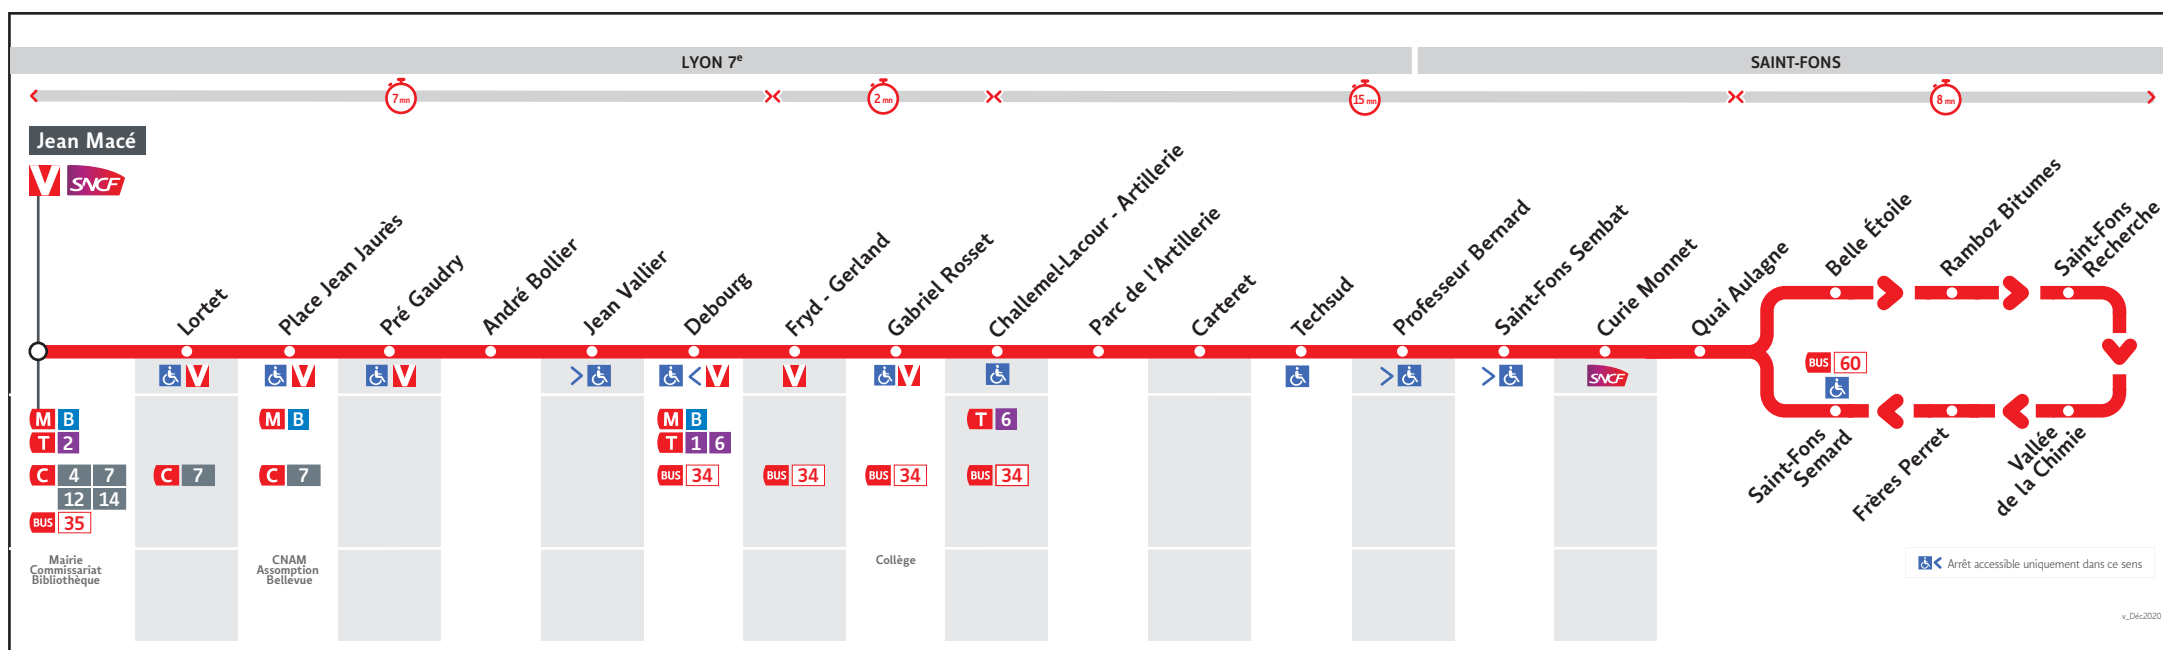 LYON 7e
SAINT-FONS
7 mn
2 mn
15 mn
8 mn
Jean Macé
V SNCF
Lortet
Place Jean Jaurès
Pré Gaudry
André Bollier
Jean Vallier
Debourg
Fryd - Gerland
Gabriel Rosset
Challemel-Lacour - Artillerie
Parc de l'Artillerie
Carteret
Techsud
Professeur Bernard
Saint-Fons Sembat
Curie Monnet
Quai Aulagne
Belle Étoile
Ramboz Bitumes
Saint-Fons
Recherche
V
V
V
> 
< V
V
V
>
>
SNCF
BUS 60
Saint-Fons
Semard
Frères Perret
Vallée
de la Chimie
M B
T 2
C 4 7
12 14
BUS 35
C 7
M B
C 7
M B
T 1 6
BUS 34
BUS 34
BUS 34
T 6
BUS 34
Mairie
Commissariat
Bibliothèque
CNAM
Assomption
Bellevue
Collège
< Arrêt accessible uniquement dans ce sens
v_Déc2020